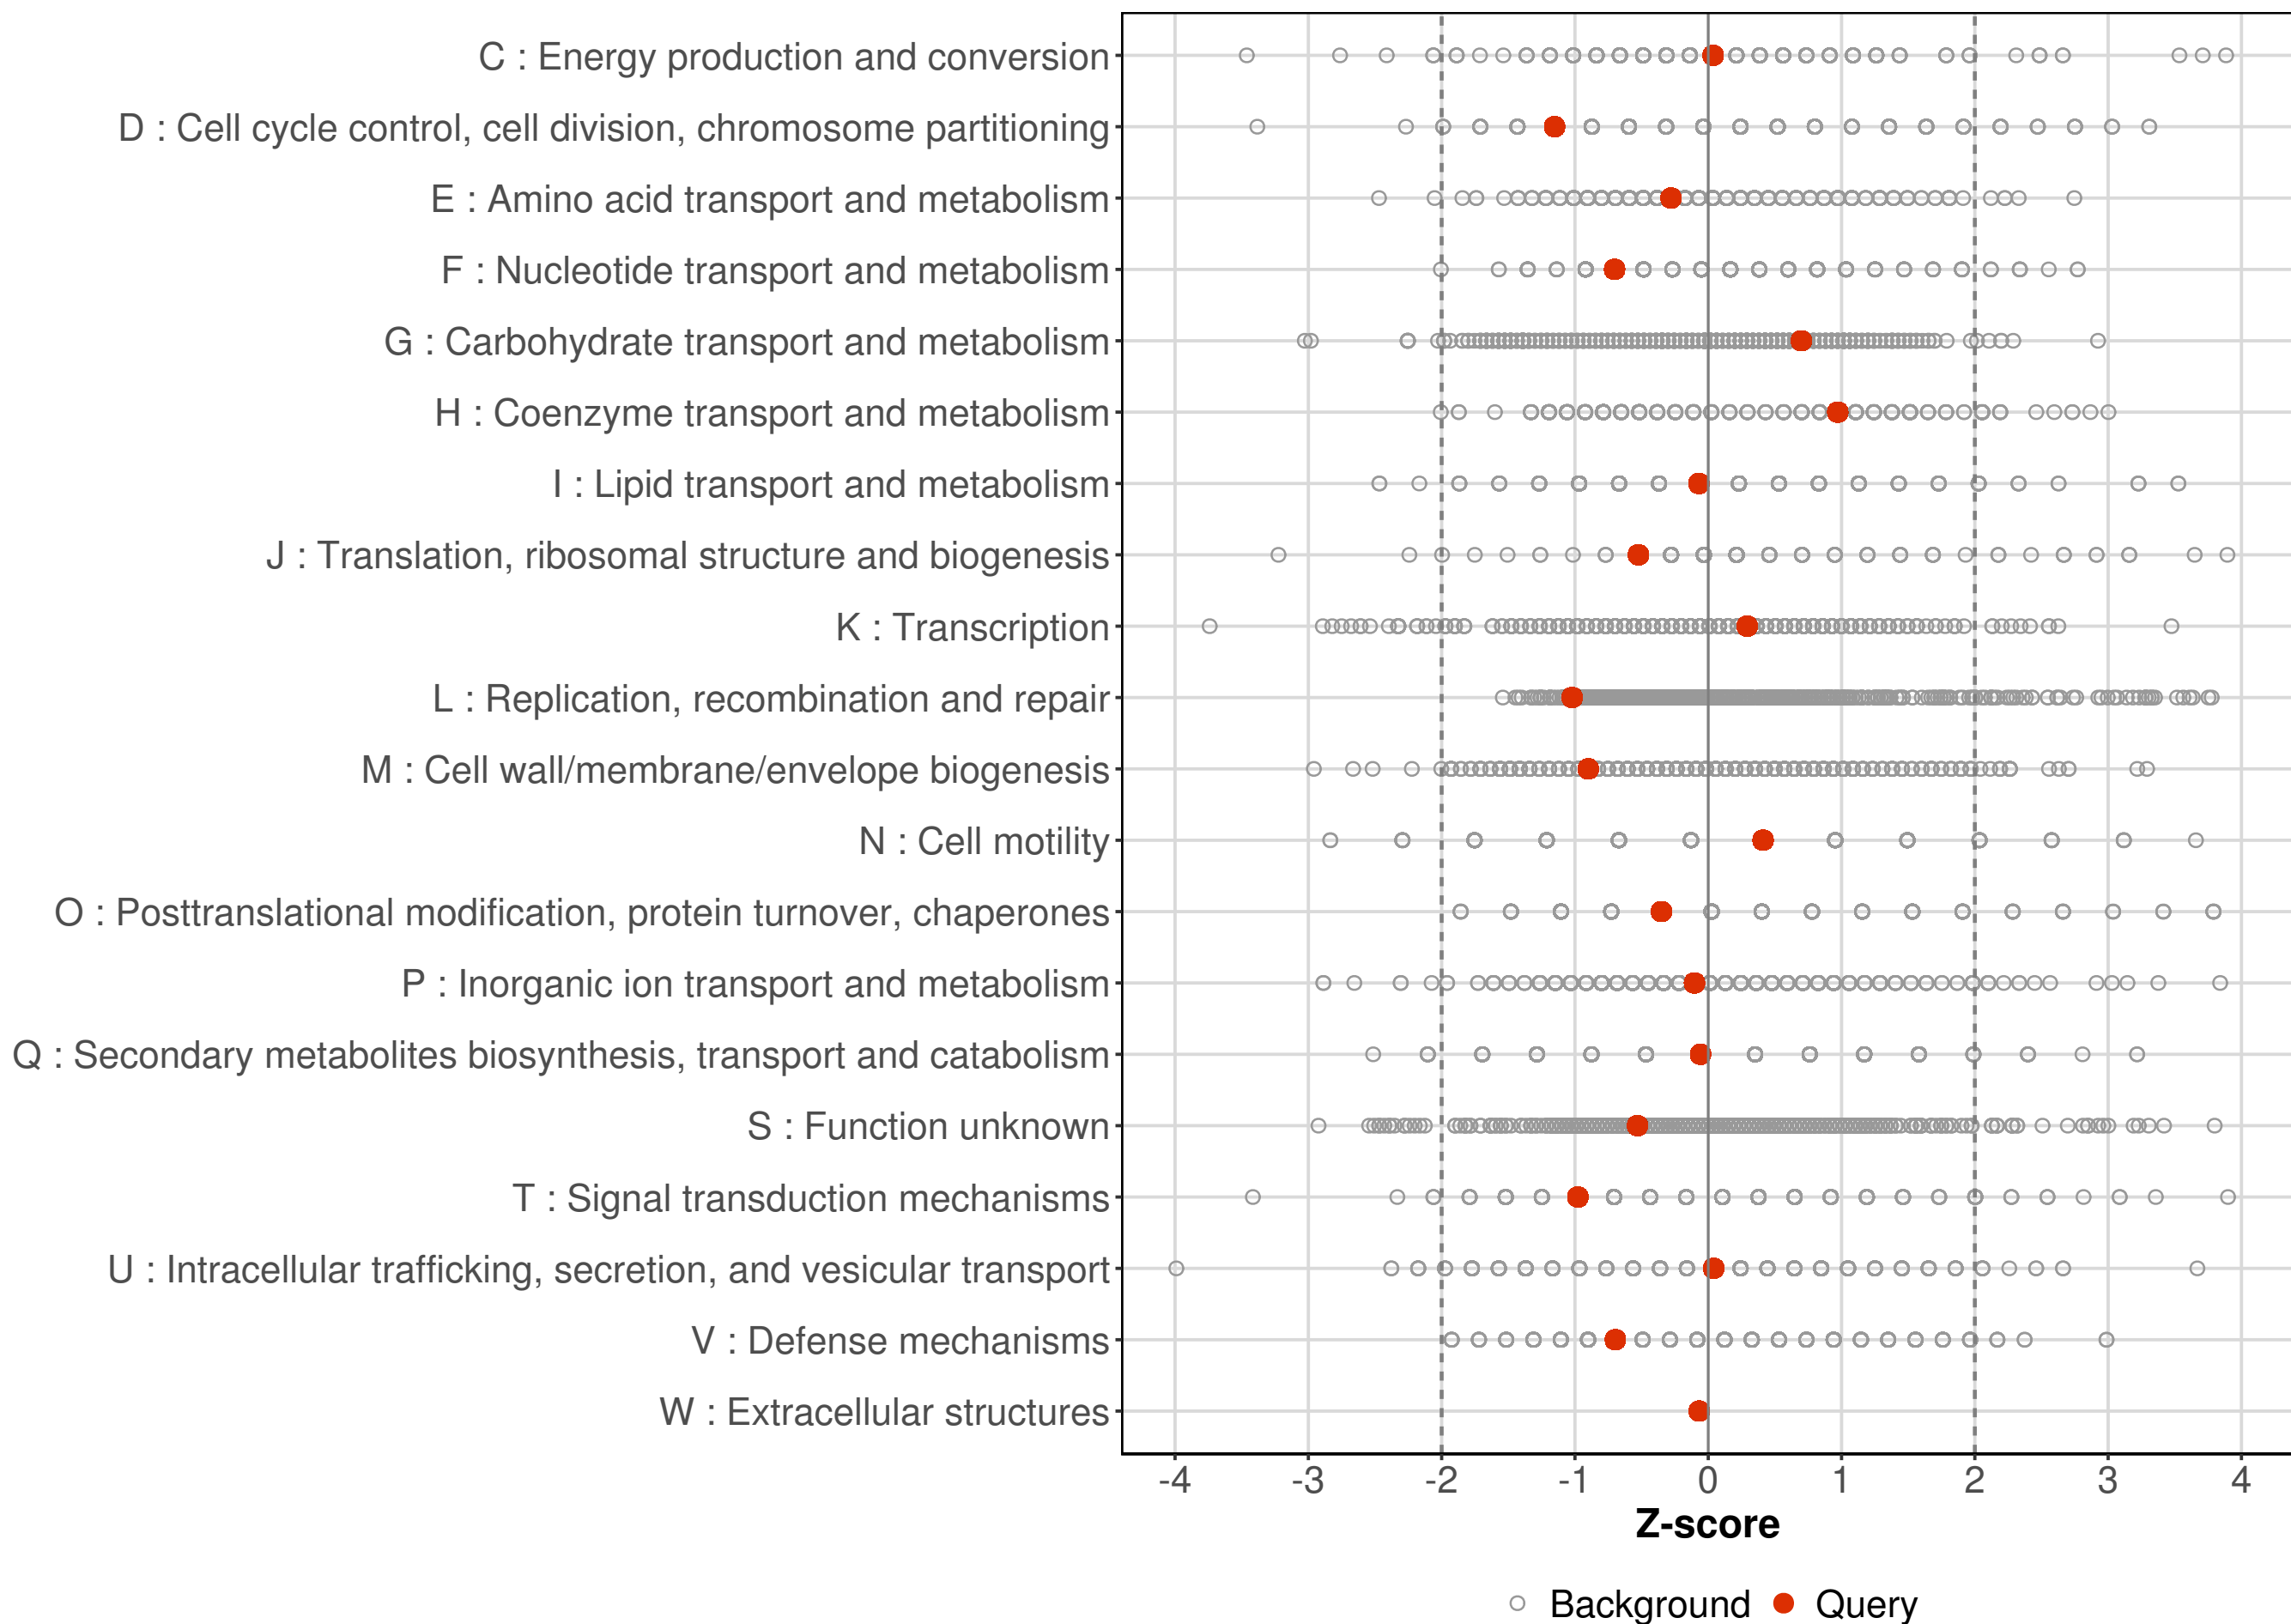 C : Energy production and conversion
D : Cell cycle control, cell division, chromosome partitioning
E : Amino acid transport and metabolism
F : Nucleotide transport and metabolism
G : Carbohydrate transport and metabolism
H : Coenzyme transport and metabolism
I : Lipid transport and metabolism
J : Translation, ribosomal structure and biogenesis
K : Transcription
L : Replication, recombination and repair
M : Cell wall/membrane/envelope biogenesis
N : Cell motility
O : Posttranslational modification, protein turnover, chaperones
P : Inorganic ion transport and metabolism
Q : Secondary metabolites biosynthesis, transport and catabolism
S : Function unknown
T : Signal transduction mechanisms
U : Intracellular trafficking, secretion, and vesicular transport
V : Defense mechanisms
W : Extracellular structures
-4 -3 -2 -1 0 1 2 3 4
Z-score
Background Query